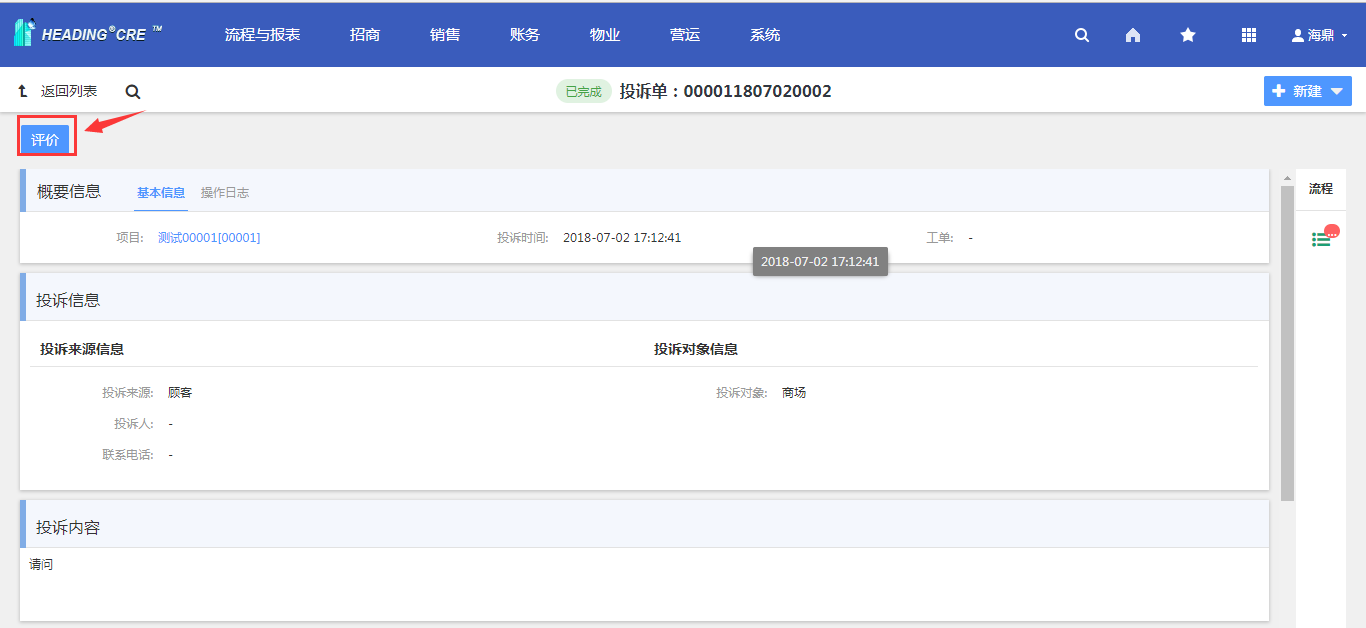 HEADING®CRE ™ 流程与报表 招商 销售 账务 物业 营运 系统 海鼎
返回列表 已完成 投诉单：000011807020002 新建
评价
概要信息 基本信息 操作日志 流程
项目: 测试00001[00001] 投诉时间: 2018-07-02 17:12:41 工单: -
2018-07-02 17:12:41
投诉信息
投诉来源信息 投诉对象信息
投诉来源: 顾客 投诉对象: 商场
投诉人: -
联系电话: -
投诉内容
请问